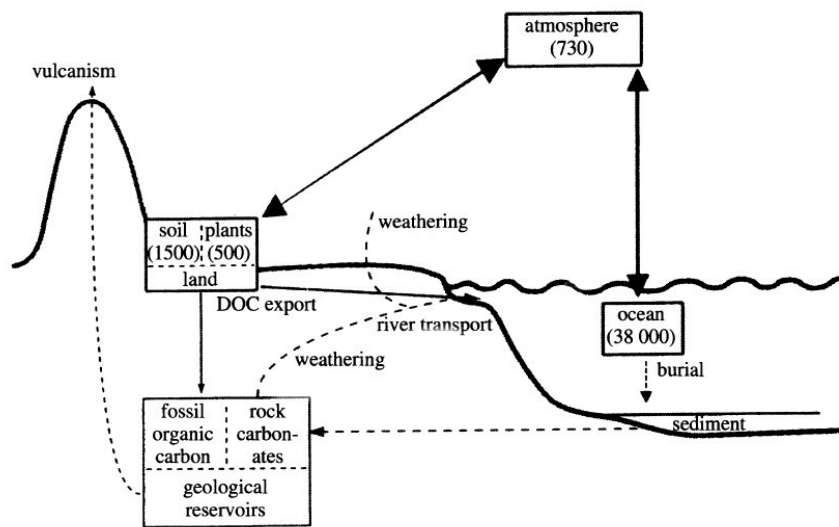 atmosphere
(730)
vulcanism
weathering
soil
plants
(1500)
(500)
land
DOC export
river transport
ocean
(38 000)
weathering
burial
fossil
organic
carbon
rock
carbon-
ates
sediment
geological
reservoirs